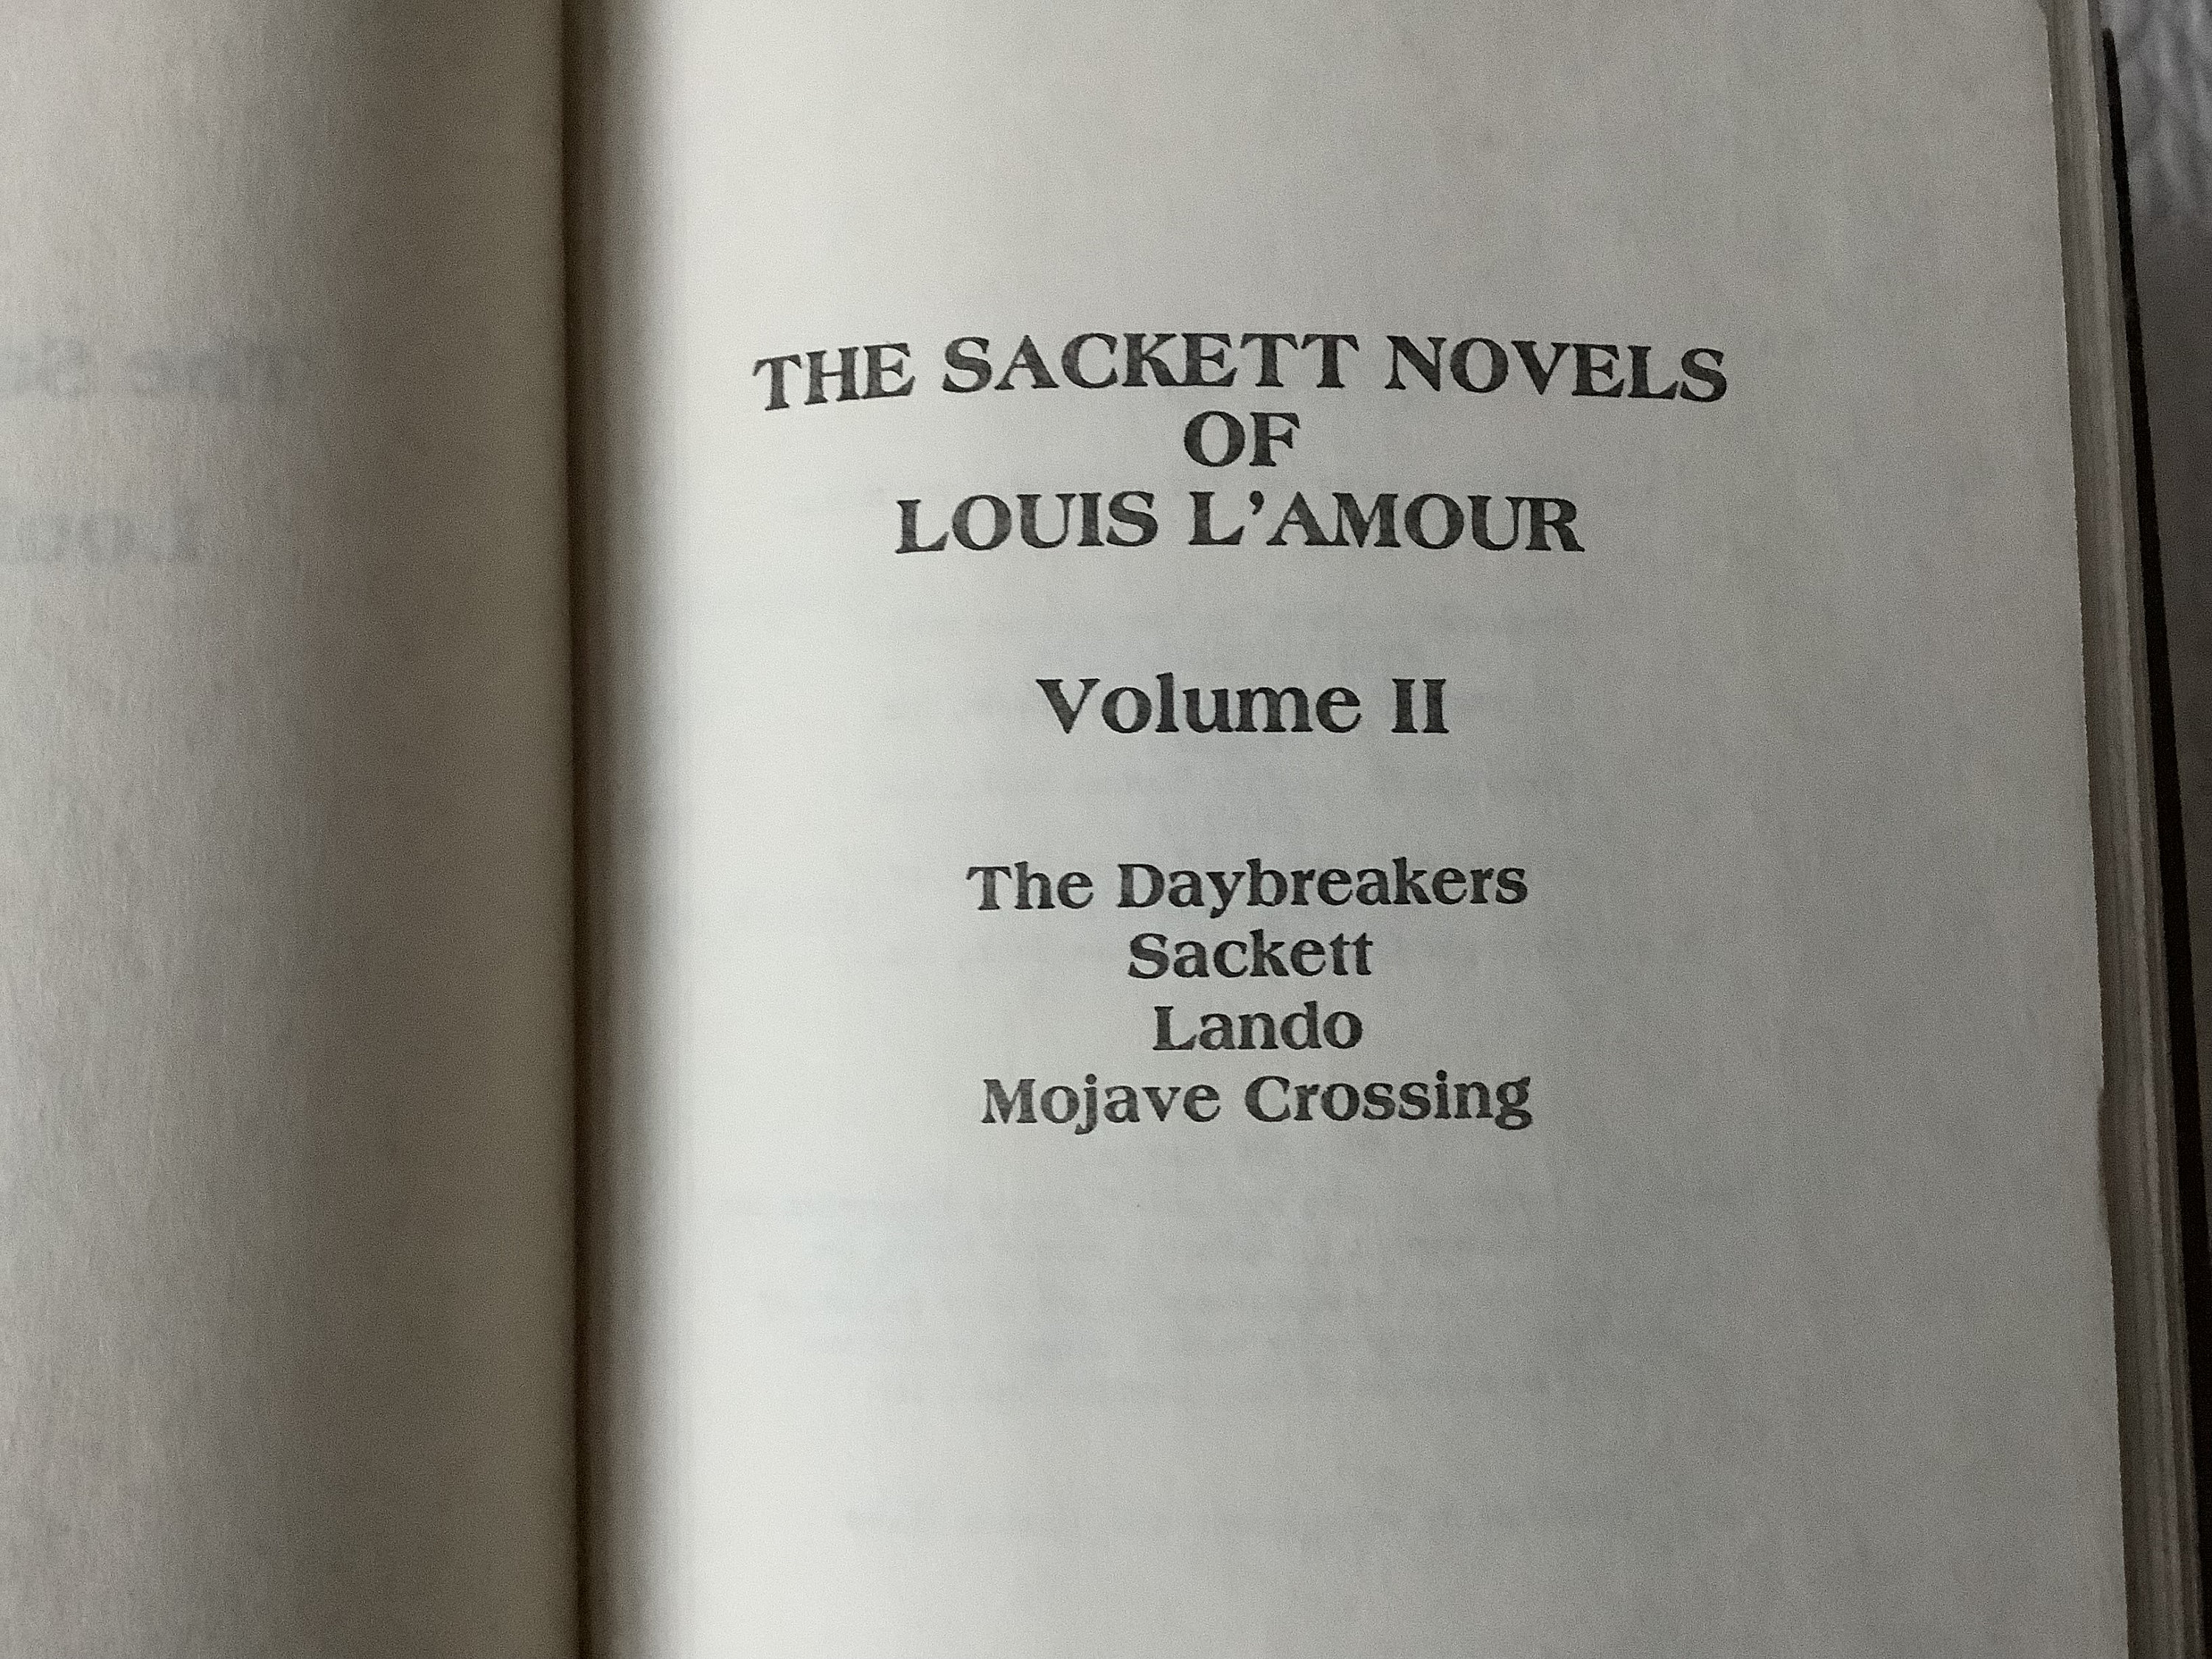 THE SACKETT NOVELS
OF
LOUIS L'AMOUR
Volume II
The Daybreakers
Sackett
Lando
Mojave Crossing